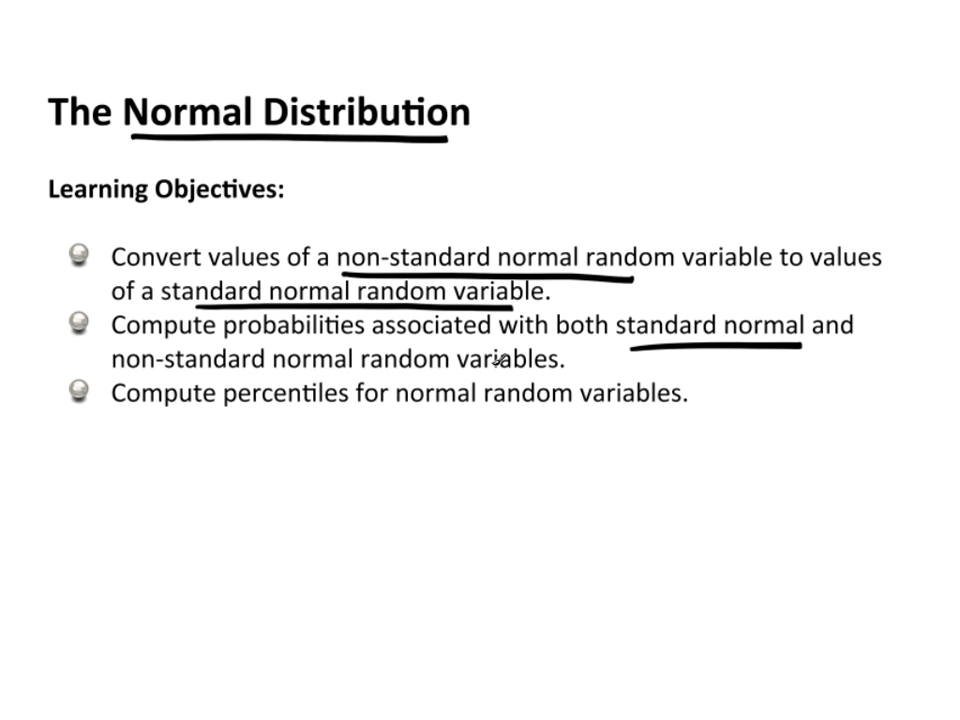 The Normal Distribution
Learning Objectives:
Convert values of a non-standard normal random variable to values
of a standard normal random variable.
Compute probabilities associated with both standard normal and
non-standard normal random variables.
Compute percentiles for normal random variables.